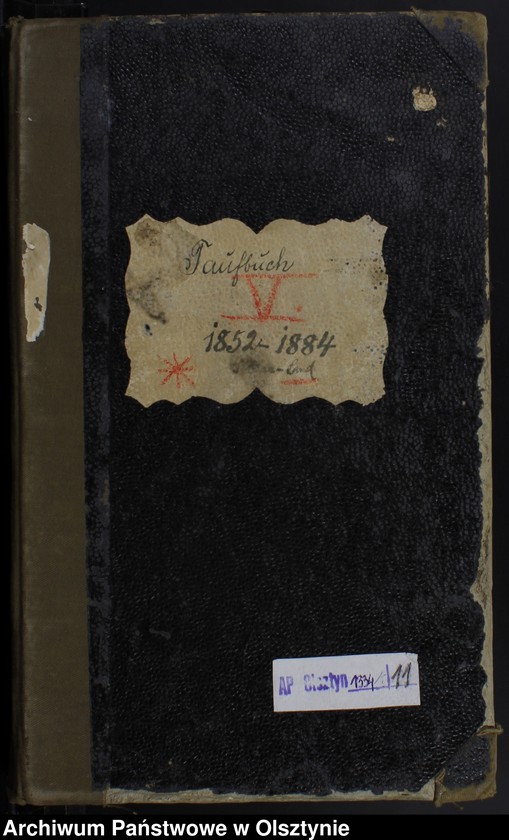 Taufbuch
V.
1852 - 1884
AP Olsztyn 1334/11
Archiwum Państwowe w Olsztynie